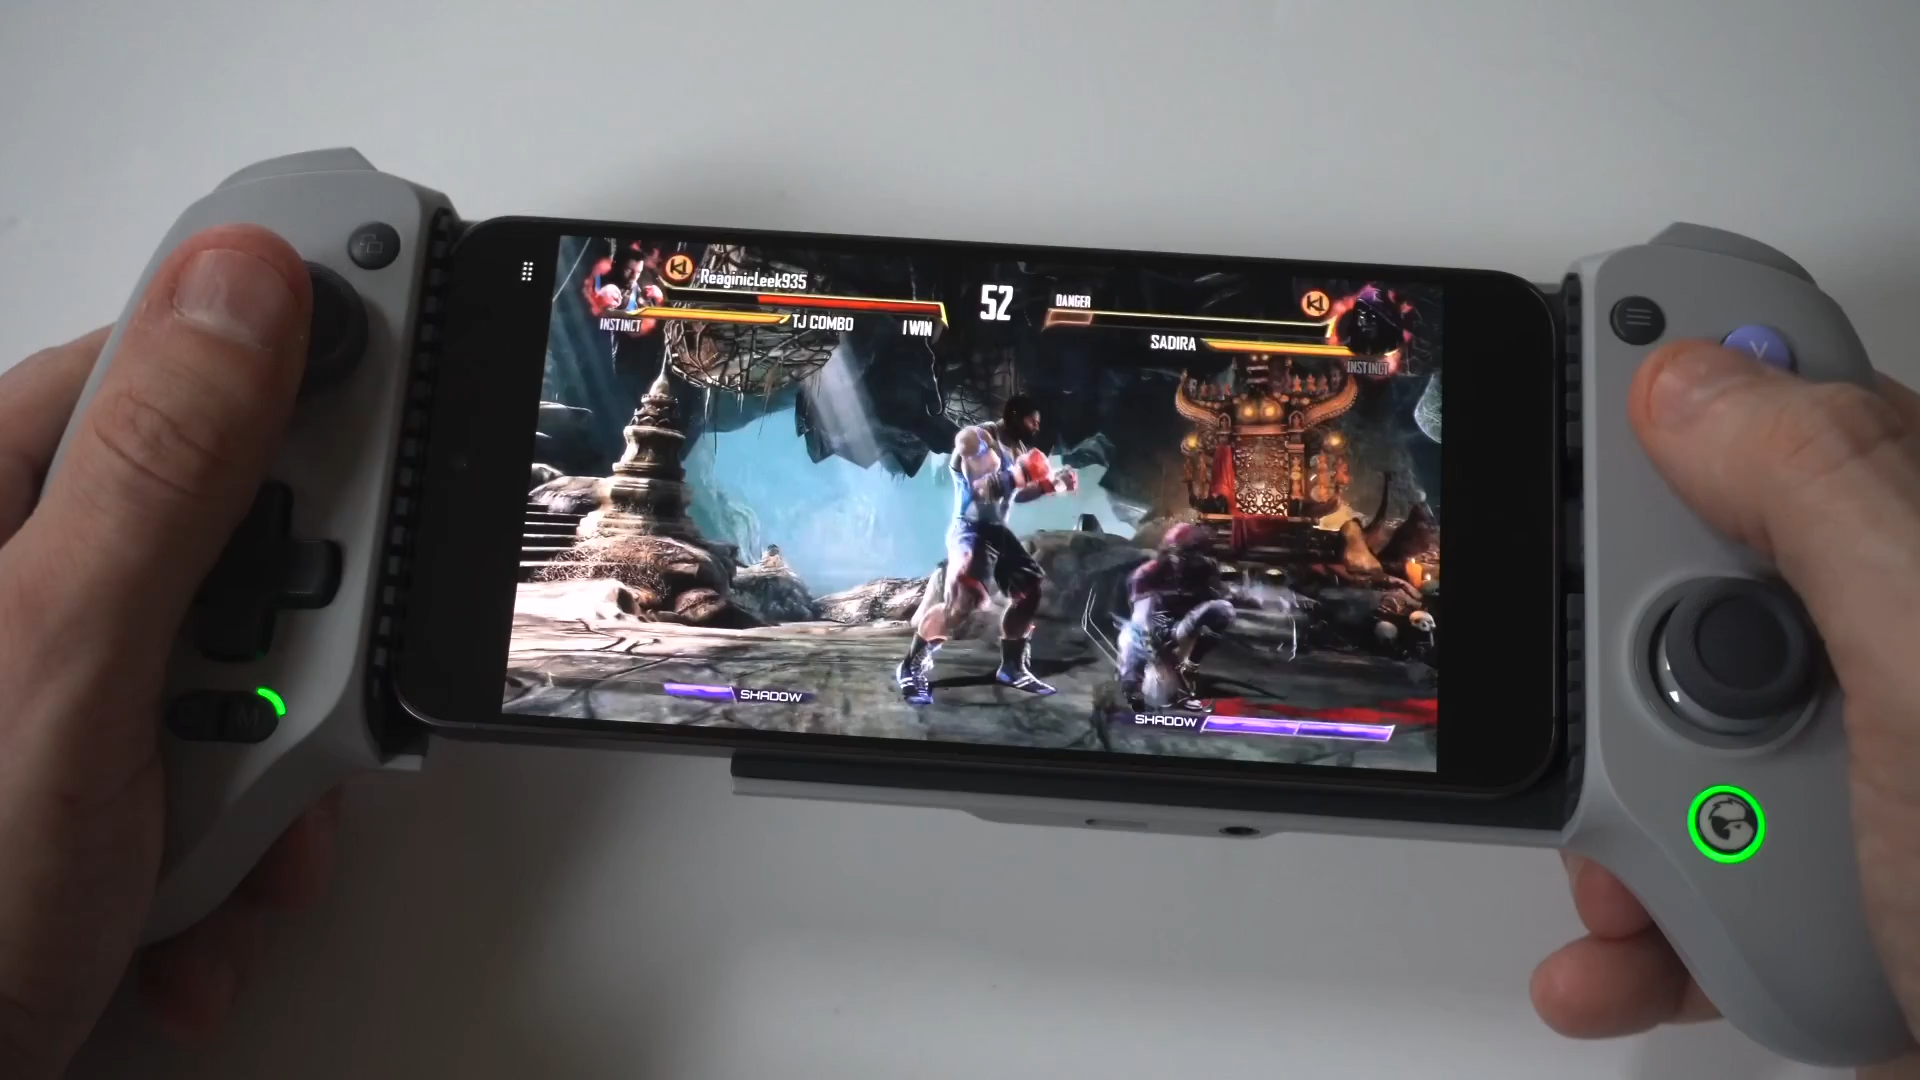 ReaginicLeek935
52
DANGER
INSTINCT
TJ COMBO
I WIN
SADIRA
INSTINCT
Y
SHADOW
SHADOW
M